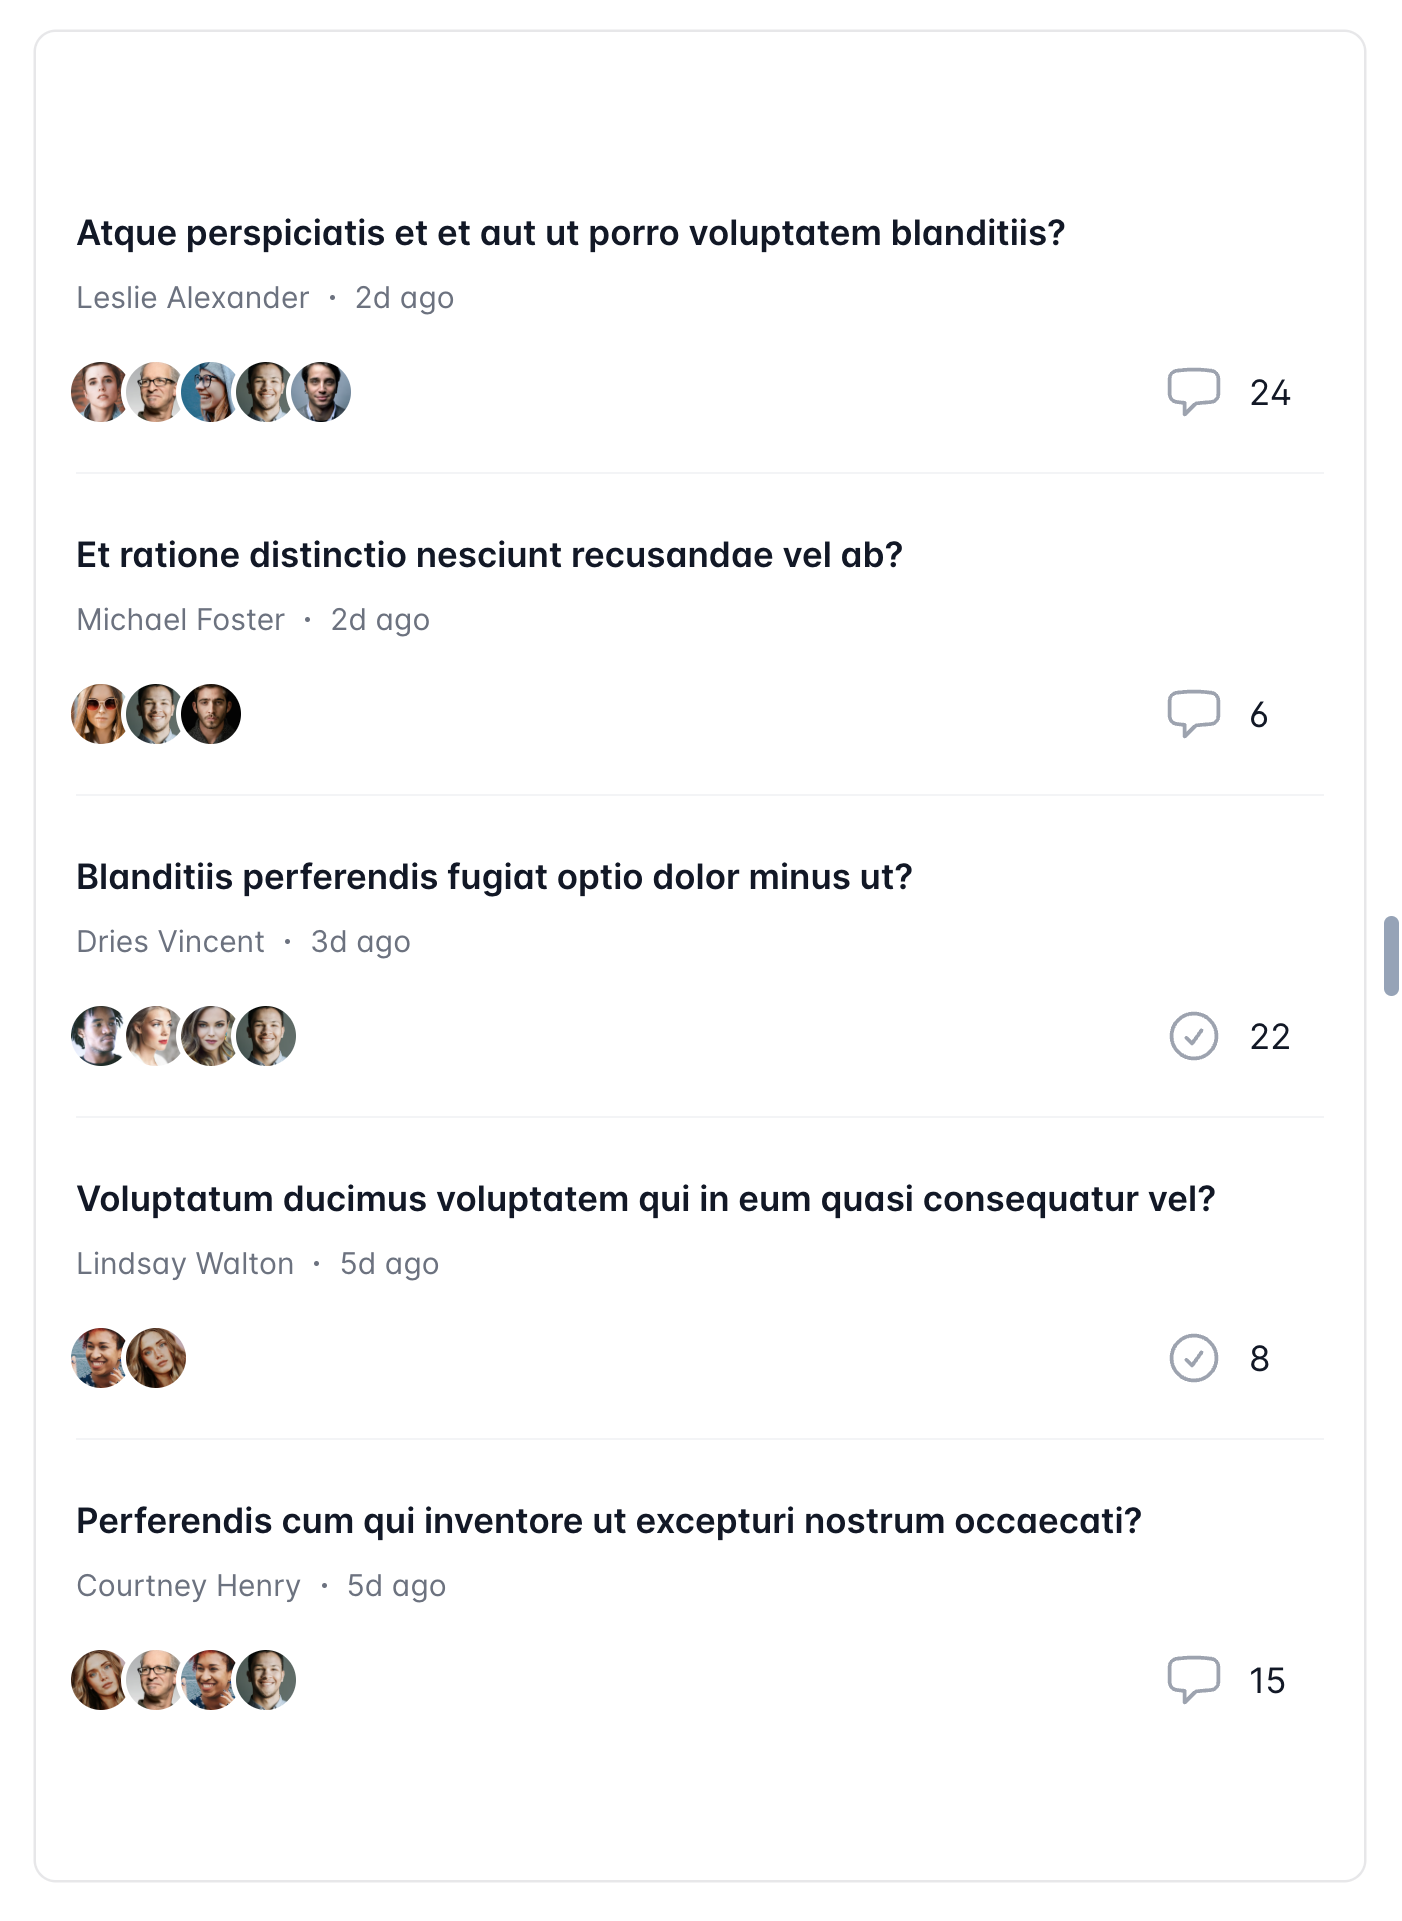 Atque perspiciatis et et aut ut porro voluptatem blanditiis?
Leslie Alexander · 2d ago
24
Et ratione distinctio nesciunt recusandae vel ab?
Michael Foster · 2d ago
6
Blanditiis perferendis fugiat optio dolor minus ut?
Dries Vincent · 3d ago
22
Voluptatum ducimus voluptatem qui in eum quasi consequatur vel?
Lindsay Walton · 5d ago
8
Perferendis cum qui inventore ut excepturi nostrum occaecati?
Courtney Henry · 5d ago
15